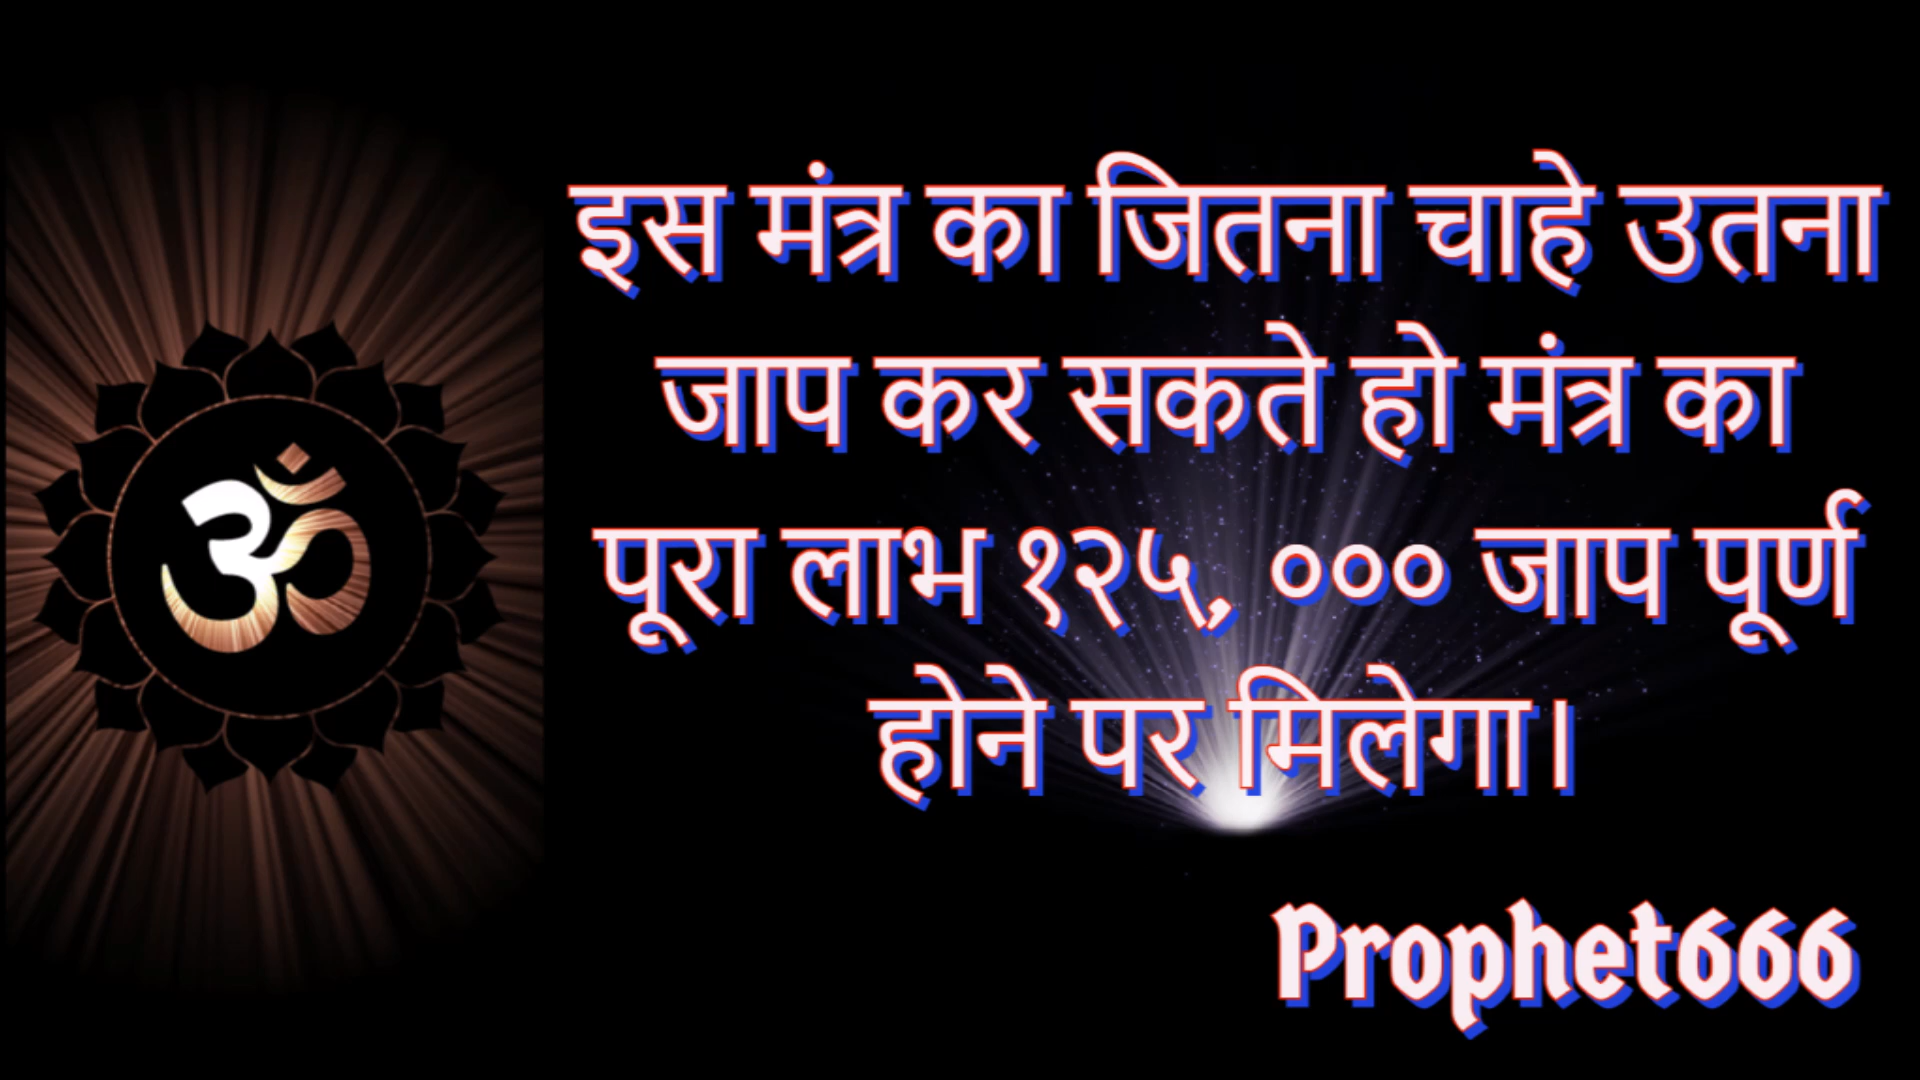 ॐ
इस मंत्र का जितना चाहे उतना
जाप कर सकते हो मंत्र का
पूरा लाभ १२५, ००० जाप पूर्ण
होने पर मिलेगा।
Prophet666